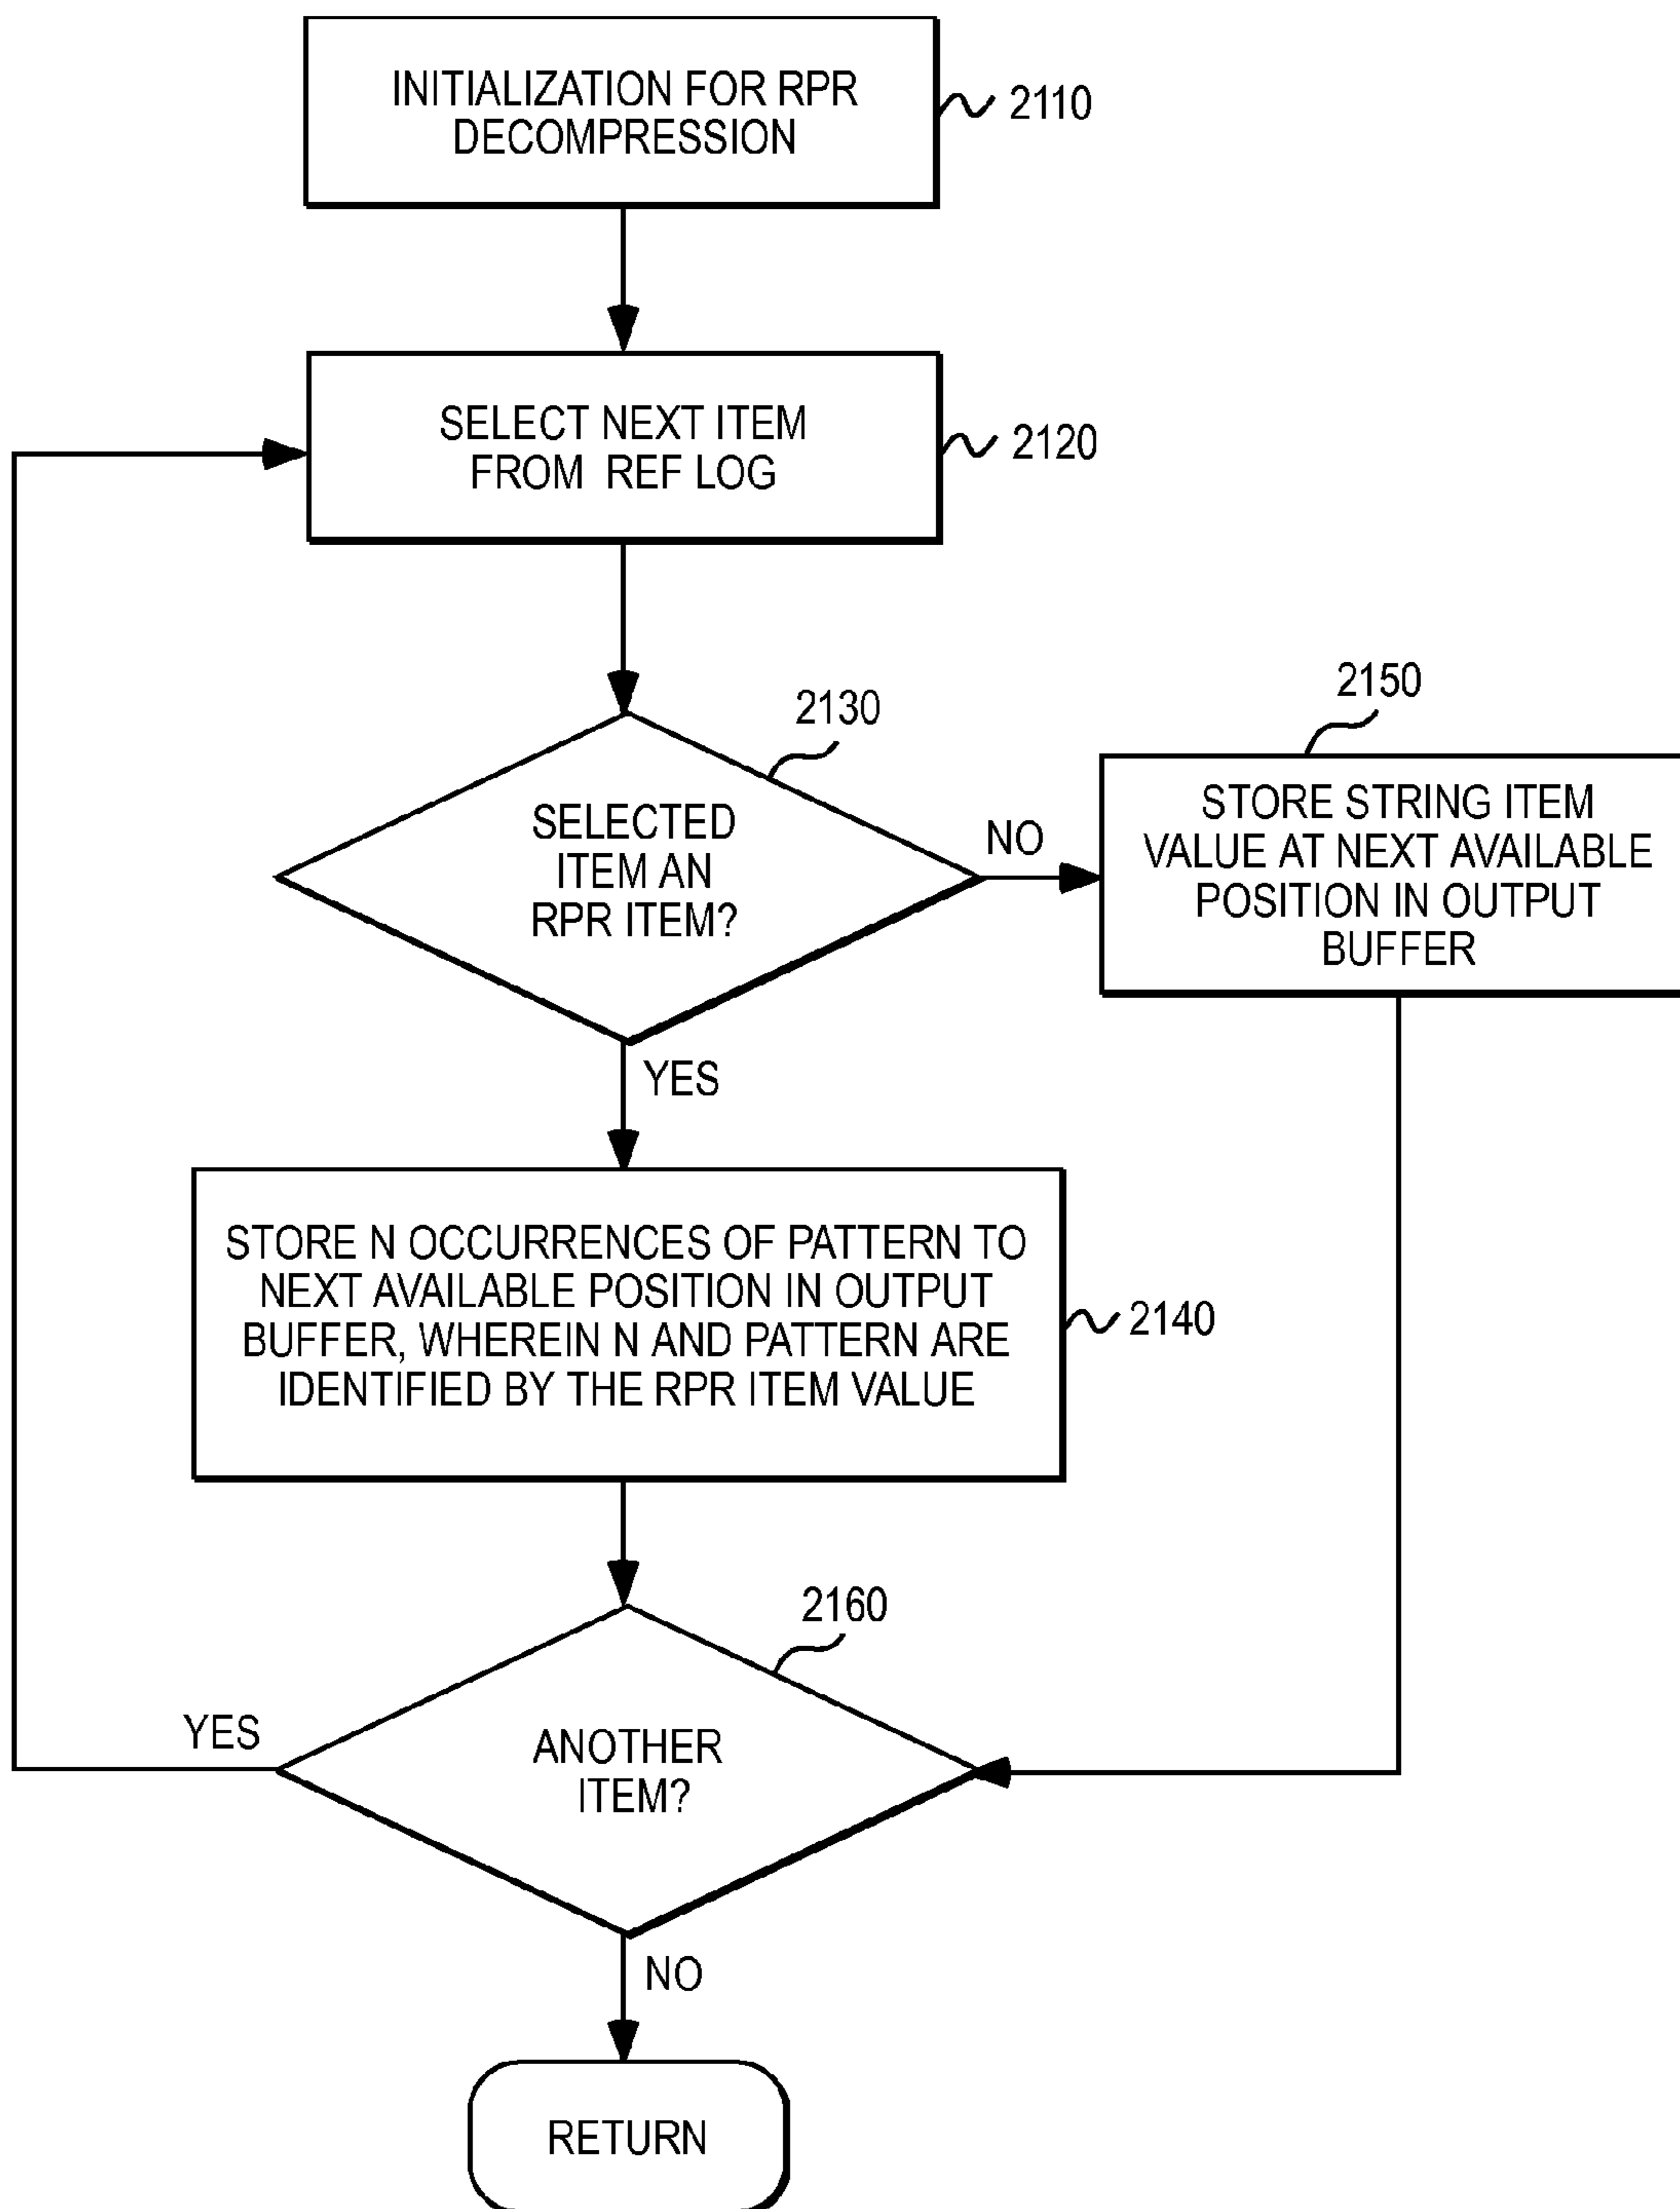 INITIALIZATION FOR RPR
DECOMPRESSION
2110
SELECT NEXT ITEM
FROM REF LOG
2120
2130
SELECTED
ITEM AN
RPR ITEM?
NO
2150
STORE STRING ITEM
VALUE AT NEXT AVAILABLE
POSITION IN OUTPUT
BUFFER
YES
STORE N OCCURRENCES OF PATTERN TO
NEXT AVAILABLE POSITION IN OUTPUT
BUFFER, WHEREIN N AND PATTERN ARE
IDENTIFIED BY THE RPR ITEM VALUE
2140
2160
YES
ANOTHER
ITEM?
NO
RETURN